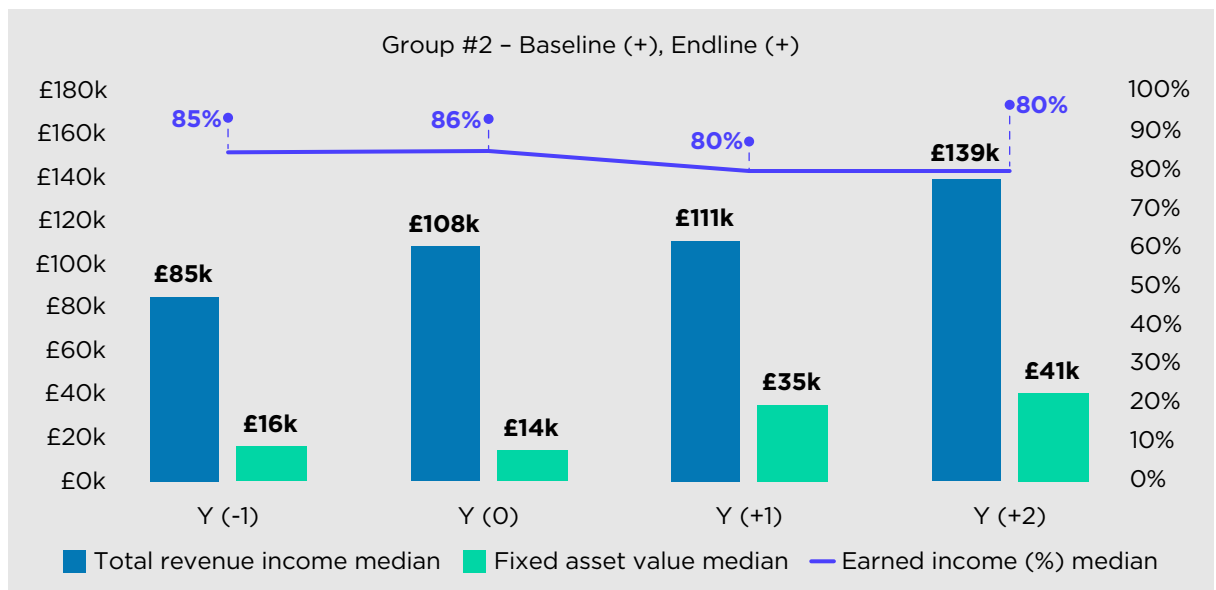 Group #2 – Baseline (+), Endline (+)
£180k
£160k
£140k
£120k
£100k
£80k
£60k
£40k
£20k
£0k
100%
90%
80%
70%
60%
50%
40%
30%
20%
10%
0%
85%
86%
80%
80%
£85k
£16k
£108k
£14k
£111k
£35k
£139k
£41k
Y (-1)
Y (0)
Y (+1)
Y (+2)
Total revenue income median
Fixed asset value median
Earned income (%) median